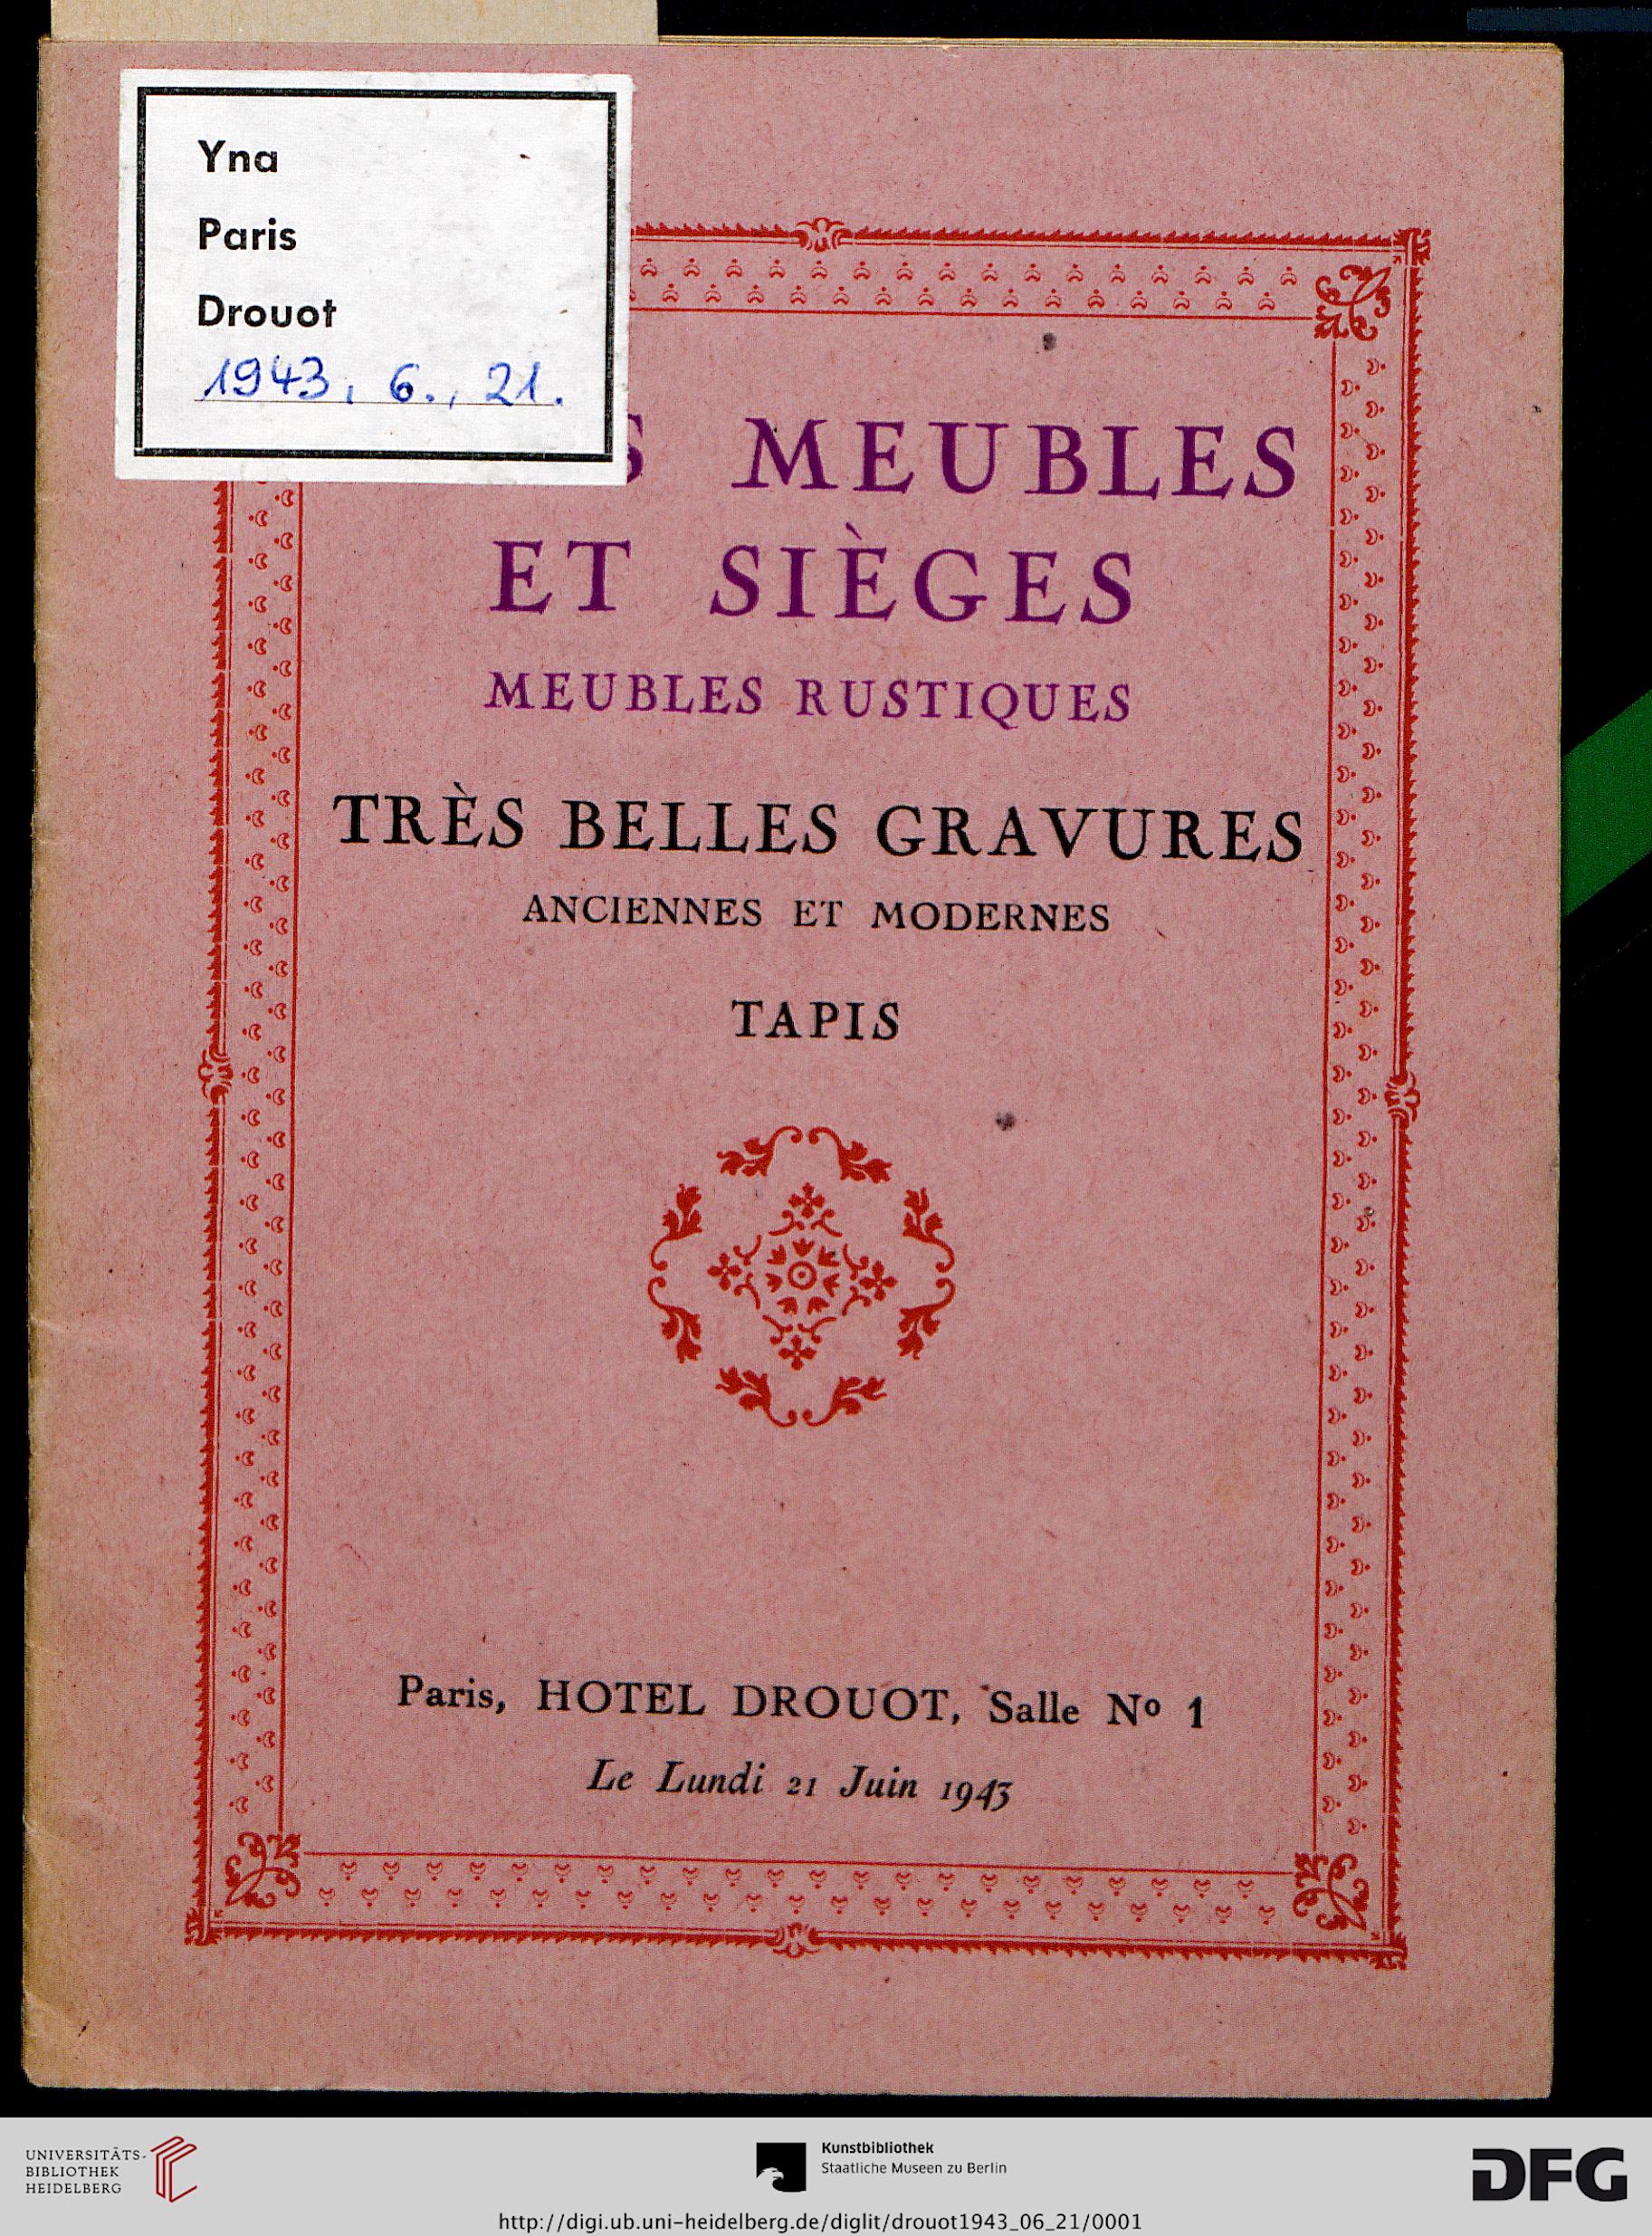 Yna
Paris
Drouot
1943, 6., 21.
MEUBLES
ET SIÈGES
MEUBLES RUSTIQUES
TRÈS BELLES GRAVURES
ANCIENNES ET MODERNES
TAPIS
Paris, HOTEL DROUOT, Salle Nº 1
Le Lundi 21 Juin 1943
UNIVERSITÄTS-
BIBLIOTHEK
HEIDELBERG
Kunstbibliothek
Staatliche Museen zu Berlin
DFG
http://digi.ub.uni-heidelberg.de/diglit/drouot1943_06_21/0001